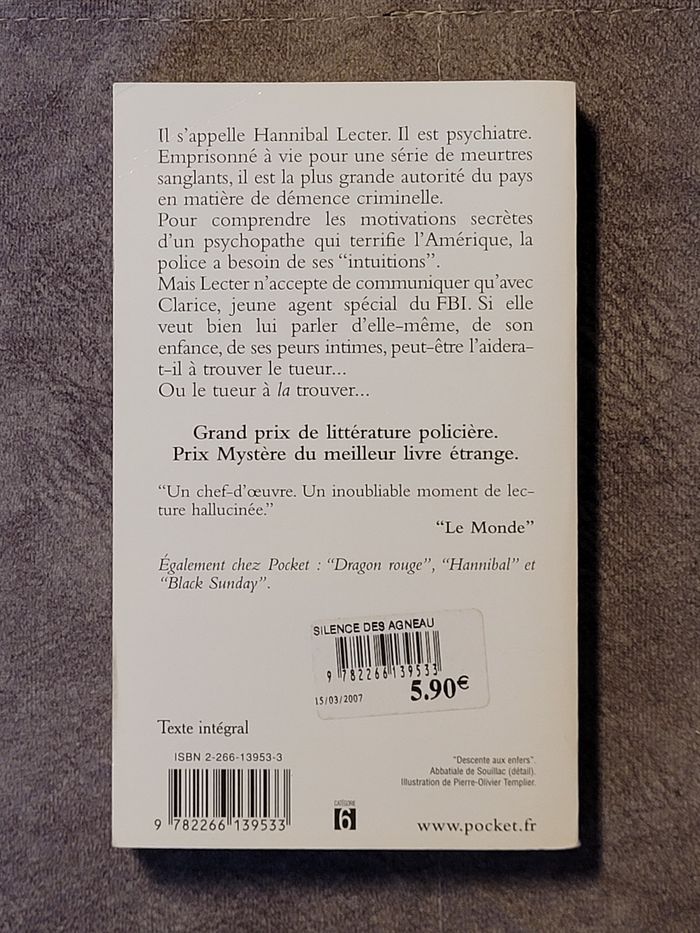 Il s'appelle Hannibal Lecter. Il est psychiatre.
Emprisonné à vie pour une série de meurtres
sanglants, il est la plus grande autorité du pays
en matière de démence criminelle.
Pour comprendre les motivations secrètes
d'un psychopathe qui terrifie l'Amérique, la
police a besoin de ses “intuitions”.
Mais Lecter n'accepte de communiquer qu'avec
Clarice, jeune agent spécial du FBI. Si elle
veut bien lui parler d'elle-même, de son
enfance, de ses peurs intimes, peut-être l'aidera-
t-il à trouver le tueur...
Ou le tueur à la trouver...
Grand prix de littérature policière.
Prix Mystère du meilleur livre étrange.
“Un chef-d'œuvre. Un inoubliable moment de lec-
ture hallucinée.”
“Le Monde”
Également chez Pocket : “Dragon rouge”, “Hannibal” et
“Black Sunday”.
SILENCE DES AGNEAU
9 782266 139533
15/03/2007
5.90€
Texte intégral
ISBN 2-266-13953-3
9 782266 139533
CATÉGORIE
6
"Descente aux enfers".
Abbatiale de Souillac (détail).
Illustration de Pierre-Olivier Templier.
www.pocket.fr